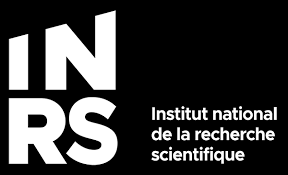 IN
RS
Institut national
de la recherche
scientifique